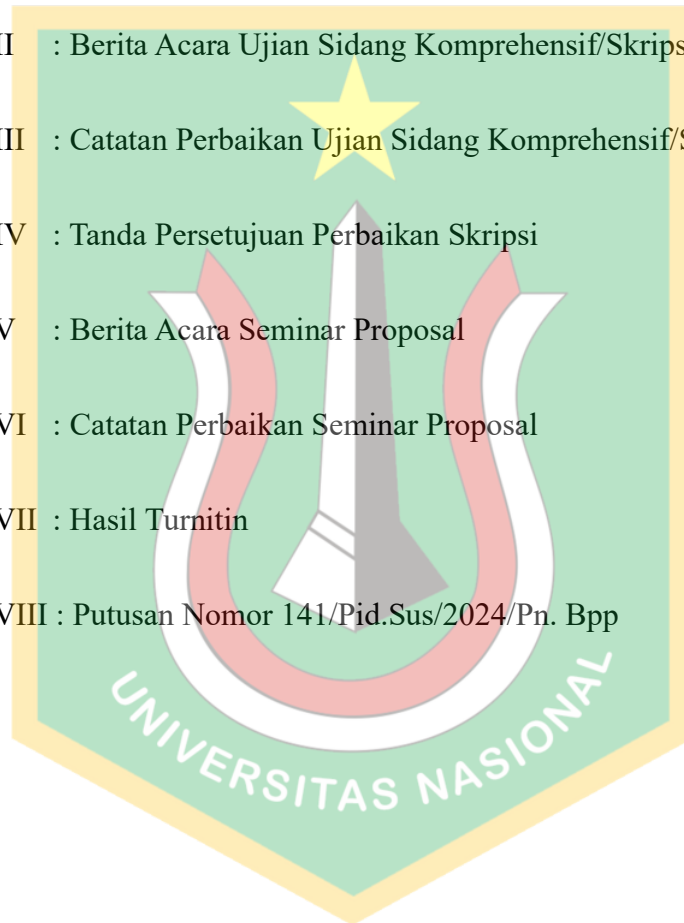 II : Berita Acara Ujian Sidang Komprehensif/Skrips
III : Catatan Perbaikan Ujian Sidang Komprehensif/S
IV : Tanda Persetujuan Perbaikan Skripsi
V : Berita Acara Seminar Proposal
VI : Catatan Perbaikan Seminar Proposal
VII : Hasil Turnitin
VIII : Putusan Nomor 141/Pid.Sus/2024/Pn. Bpp
UNIVERSITAS NASIONAL